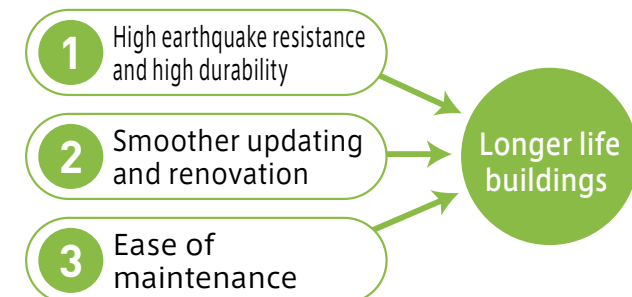 1
High earthquake resistance
and high durability
2
Smoother updating
and renovation
3
Ease of
maintenance
Longer life
buildings